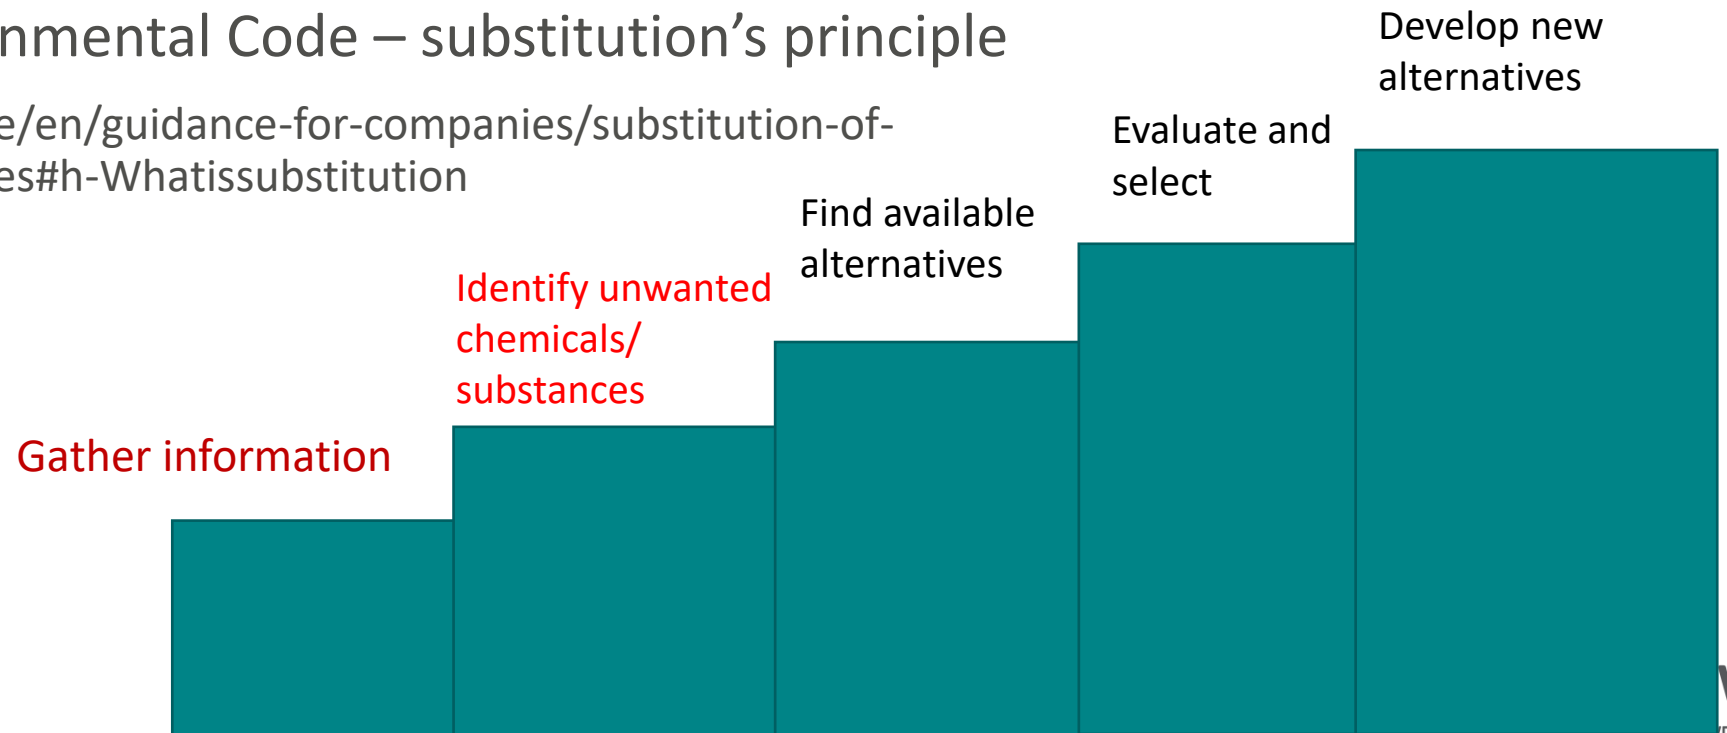 nmental Code – substitution’s principle
e/en/guidance-for-companies/substitution-of-
es#h-Whatissubstitution
Develop new
alternatives
Evaluate and
select
Find available
alternatives
Identify unwanted
chemicals/
substances
Gather information